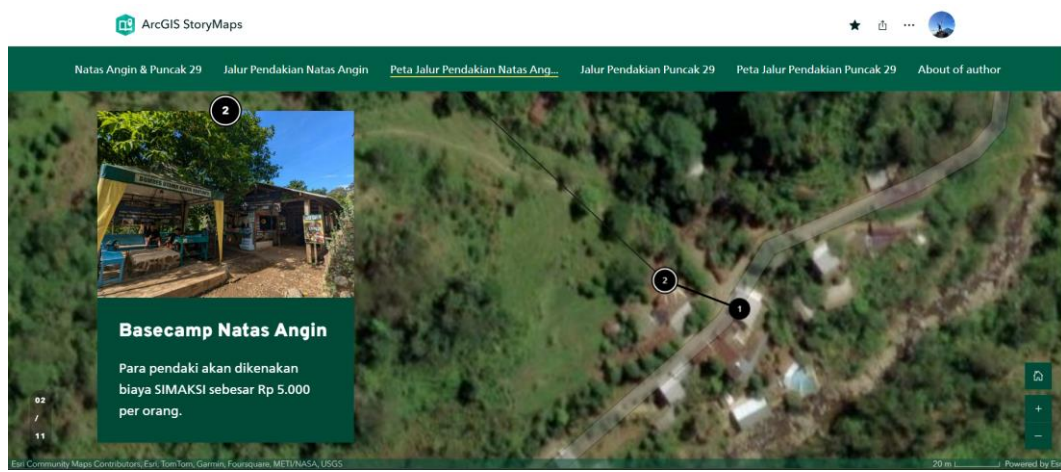 ArcGIS StoryMaps
Natas Angin & Puncak 29
Jalur Pendakian Natas Angin
Peta Jalur Pendakian Natas Ang...
Jalur Pendakian Puncak 29
Peta Jalur Pendakian Puncak 29
About of author
2
2
1
Basecamp Natas Angin
Para pendaki akan dikenakan
biaya SIMAKSI sebesar Rp 5.000
per orang.
02
/
11
Esri Community Maps Contributors, Esri, TomTom, Garmin, Foursquare, METI/NASA, USGS
20 m
Powered by Es